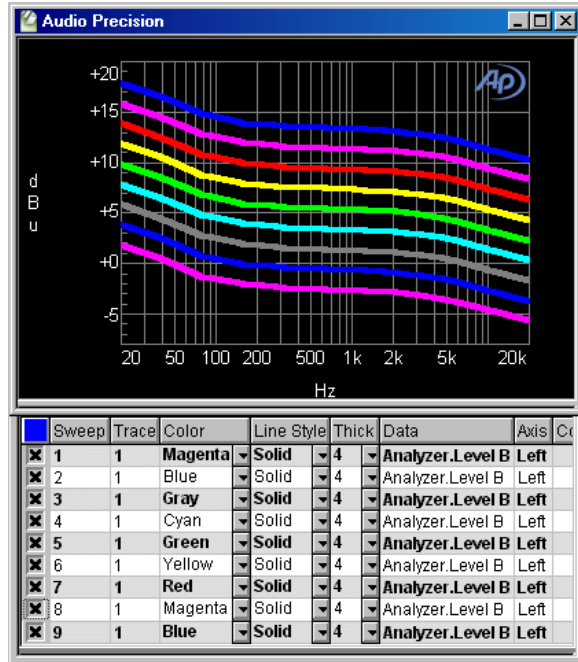 Audio Precision
Ap
+20
+15
+10
+5
+0
-5
d
B
u
20 50 100 200 500 1k 2k 5k 20k
Hz
Sweep Trace Color Line Style Thick Data Axis
1 1 Magenta Solid 4 Analyzer.Level B Left
2 1 Blue Solid 4 Analyzer.Level B Left
3 1 Gray Solid 4 Analyzer.Level B Left
4 1 Cyan Solid 4 Analyzer.Level B Left
5 1 Green Solid 4 Analyzer.Level B Left
6 1 Yellow Solid 4 Analyzer.Level B Left
7 1 Red Solid 4 Analyzer.Level B Left
8 1 Magenta Solid 4 Analyzer.Level B Left
9 1 Blue Solid 4 Analyzer.Level B Left